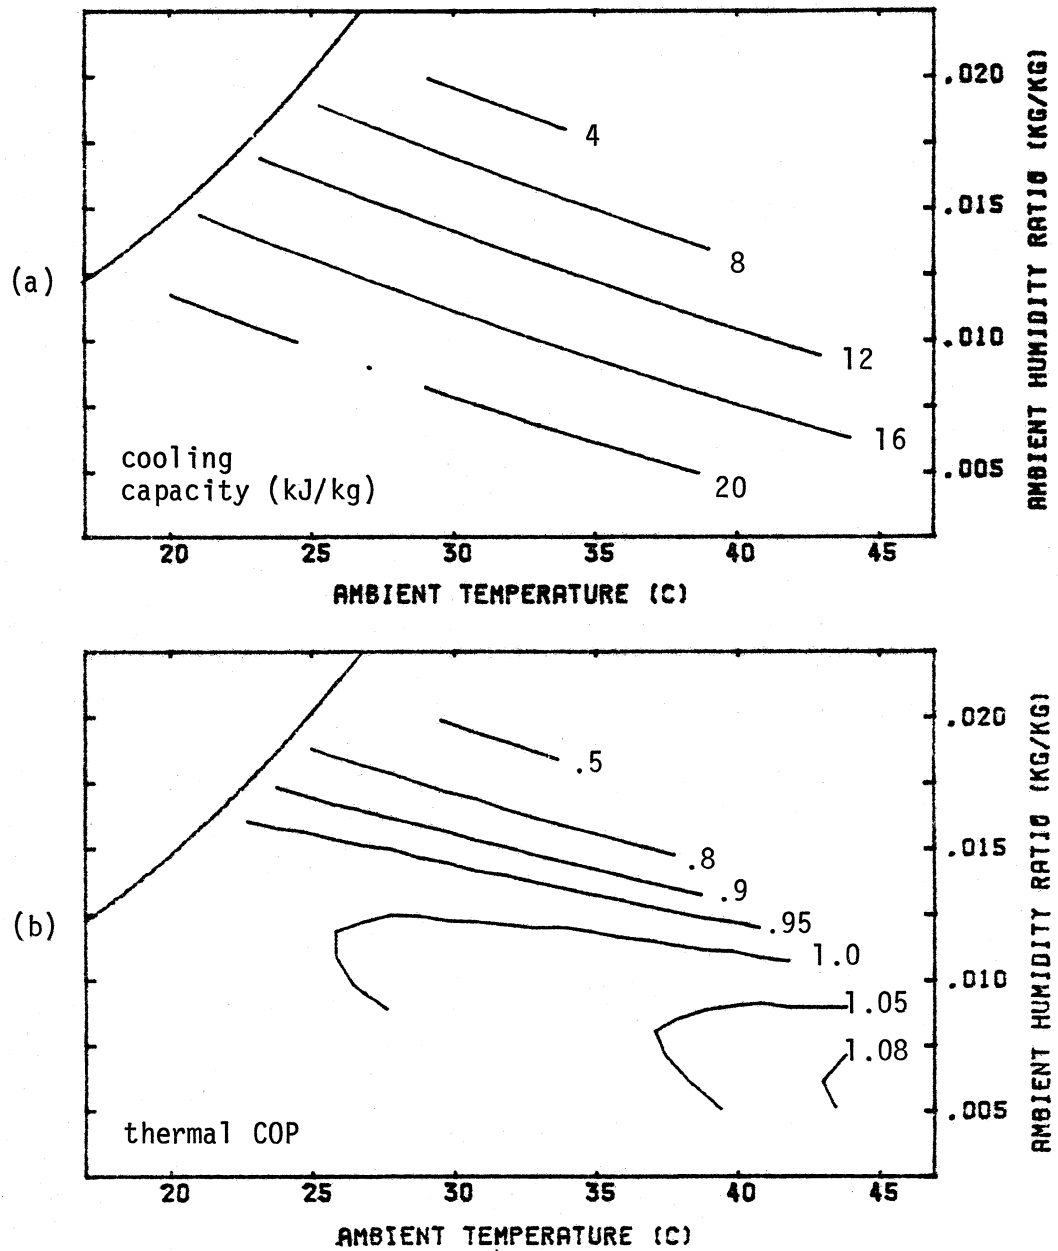 (a)
cooling
capacity (kJ/kg)
4
8
12
16
20
.020
.015
.010
.005
AMBIENT HUMIDITY RATIO (KG/KG)
20 25 30 35 40 45
AMBIENT TEMPERATURE (C)
(b)
thermal COP
.5
.8
.9
.95
1.0
1.05
1.08
.020
.015
.010
.005
AMBIENT HUMIDITY RATIO (KG/KG)
20 25 30 35 40 45
AMBIENT TEMPERATURE (C)